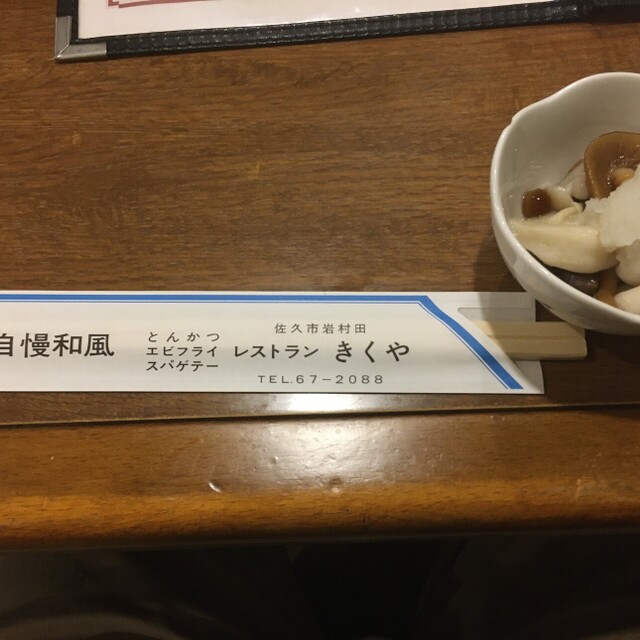 自慢和風
とんかつ
エビフライ
スパゲテー
佐久市岩村田
レストラン きくや
TEL.67-2088